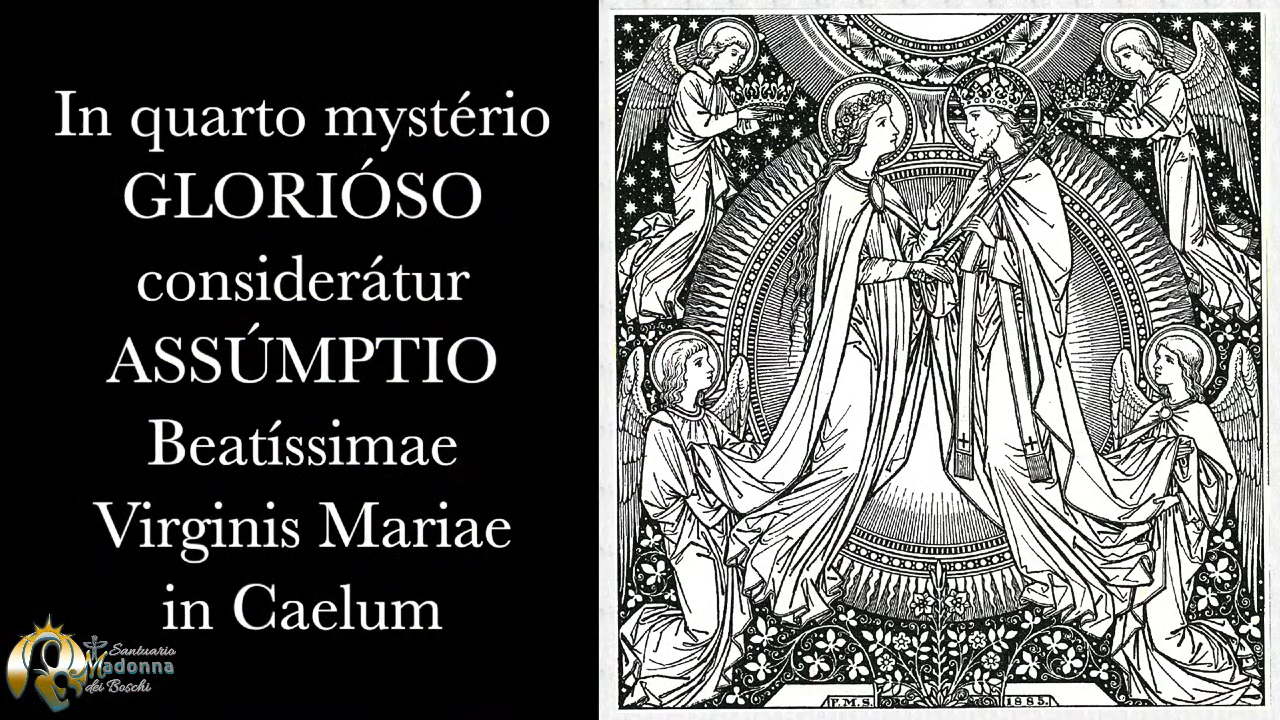 In quarto mystério
GLORIÓSO
considerátur
ASSÚMPTIO
Beatíssimae
Virginis Mariae
in Caelum
Santuario
Madonna
dei Boschi
F. M. S.
1885.